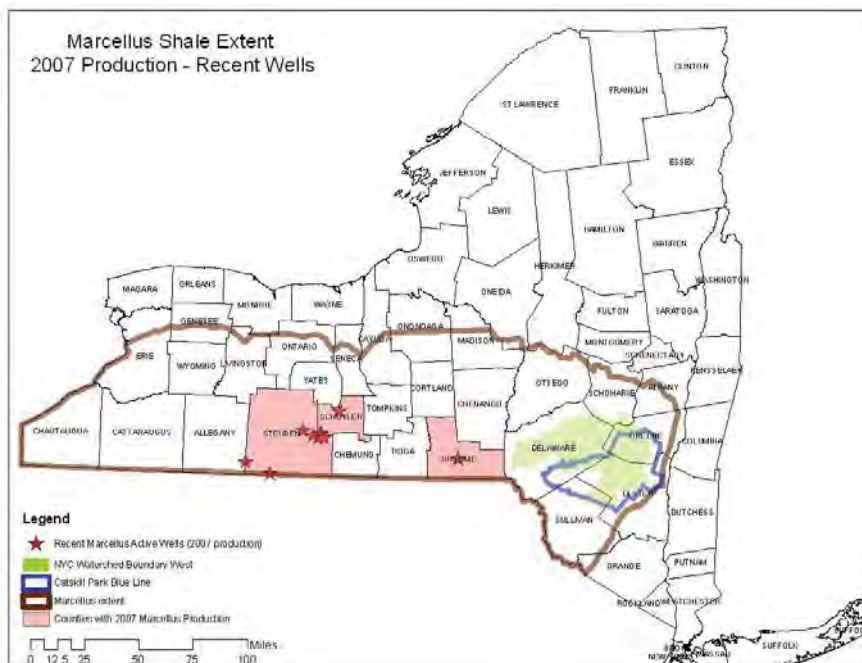 Marcellus Shale Extent
2007 Production - Recent Wells
CLINTON
FRANKLIN
ST LAWRENCE
ESSEX
JEFFERSON
LEWIS
HAMILTON
WARREN
OSWEGO
HERKIMER
WASHINGTON
ONEIDA
NIAGARA
ORLEANS
MONROE
WAYNE
FULTON
SARATOGA
GENESEE
ONONDAGA
MADISON
MONTGOMERY
SCHENECTADY
ONTARIO
SENECA
CAYUGA
ERIE
WYOMING
LIVINGSTON
RENSSELAER
YATES
CORTLAND
OTSEGO
SCHOHARIE
ALBANY
CHENANGO
SCHUYLER
TOMPKINS
CHAUTAUQUA
CATTARAUGUS
ALLEGANY
STEUBEN
CHEMUNG
TIOGA
BROOME
DELAWARE
GREENE
COLUMBIA
ULSTER
SULLIVAN
DUTCHESS
ORANGE
PUTNAM
ROCKLAND
WESTCHESTER
SUFFOLK
NASSAU
SUFFOLK
Legend
Recent Marcellus Active Wells (2007 production)
NYC Watershed Boundary West
Catskill Park Blue Line
Marcellus extent
Counties with 2007 Marcellus Production
Miles
0 12.5 25 50 75 100